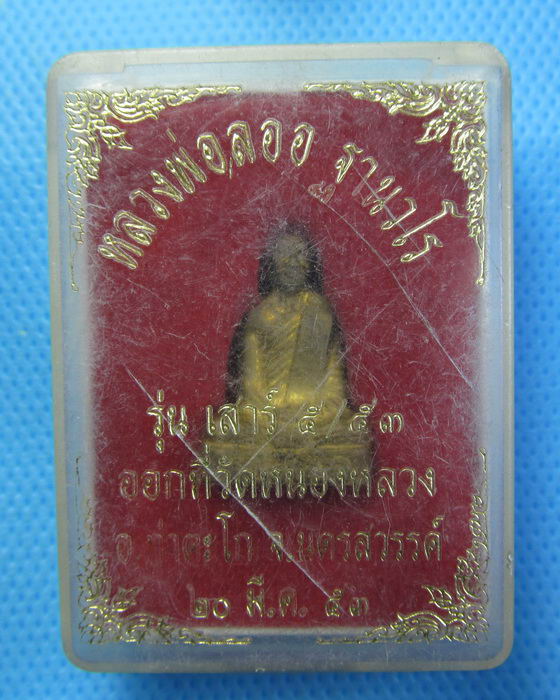 หลวงพ่อลออ ฐานวโร
รุ่น เสาร์ ๕/๕๓
ออกที่วัดหนองหลวง
อ.ท่าตะโก จ.นครสวรรค์
๒๐ มี.ค. ๕๓